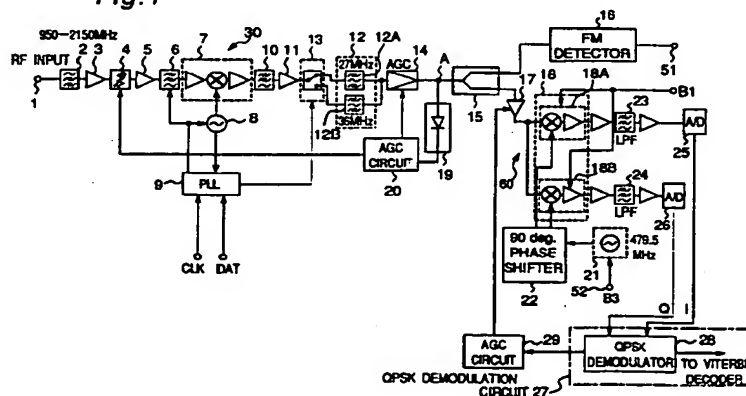 Fig. 1
950-2150MHz
RF INPUT
1
2
3
4
5
6
7
30
8
9
PLL
CLK
DAT
10
11
13
12
12A
27MHz
36MHz
12B
AGC
14
A
AGC CIRCUIT
20
19
15
16
FM DETECTOR
51
17
60
18
18A
18B
B1
23
LPF
A/D
25
24
LPF
A/D
26
90 deg. PHASE SHIFTER
22
21
479.5 MHz
52
B3
Q
I
AGC CIRCUIT
29
QPSK DEMODULATOR
28
TO VITERBI DECODER
QPSK DEMODULATION CIRCUIT 27